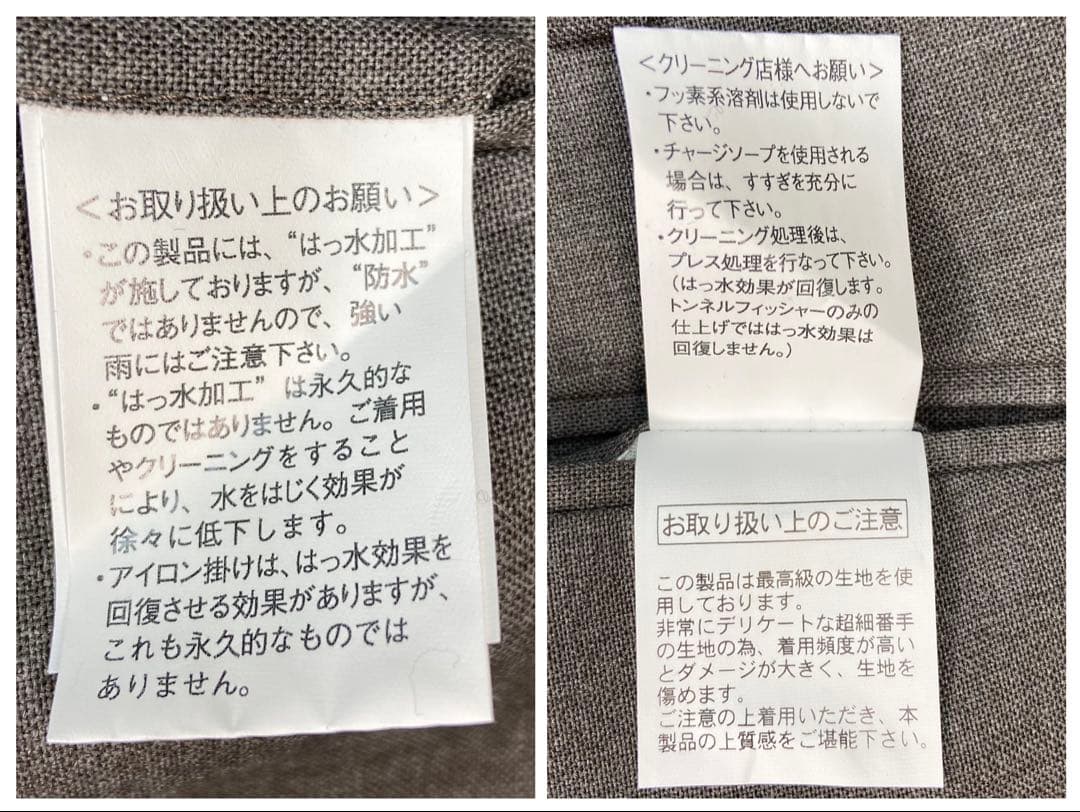 ＜お取り扱い上のお願い＞
・この製品には、“はっ水加工”
が施しておりますが、“防水”
ではありませんので、強い
雨にはご注意下さい。
・“はっ水加工” は永久的な
ものではありません。ご着用
やクリーニングをすること
により、水をはじく効果が
徐々に低下します。
・アイロン掛けは、はっ水効果を
回復させる効果がありますが、
これも永久的なものでは
ありません。
＜クリーニング店様へお願い＞
・フッ素系溶剤は使用しないで
下さい。
・チャージソープを使用される
場合は、すすぎを充分に
行って下さい。
・クリーニング処理後は、
プレス処理を行なって下さい。
（はっ水効果が回復します。
トンネルフィッシャーのみの
仕上げでははっ水効果は
回復しません。）
お取り扱い上のご注意
この製品は最高級の生地を使
用しております。
非常にデリケートな超細番手
の生地の為、着用頻度が高い
とダメージが大きく、生地を
傷めます。
ご注意の上着用いただき、本
製品の上質感をご堪能下さい。